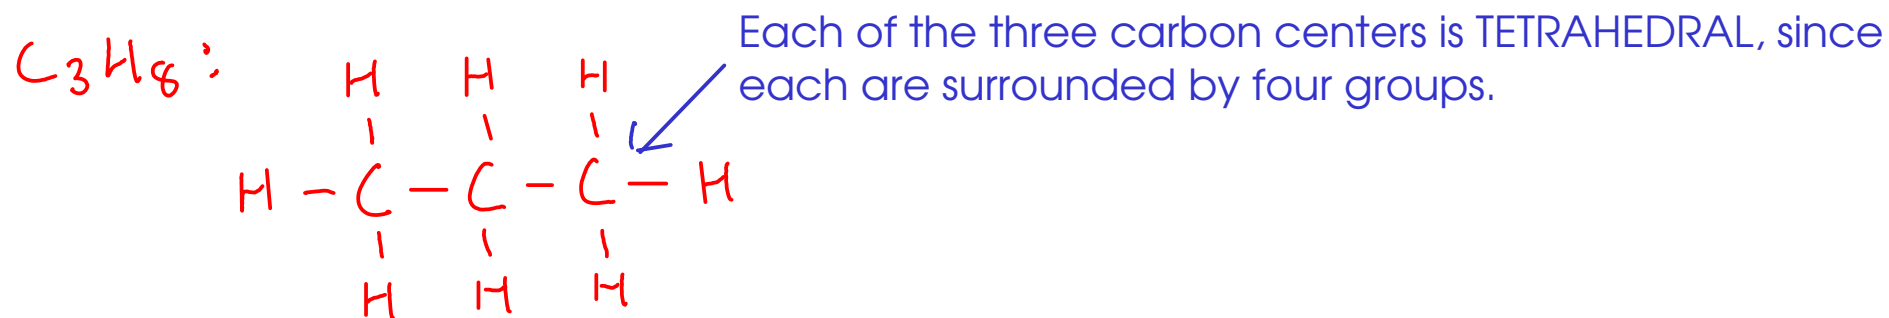 Each of the three carbon centers is TETRAHEDRAL, since
each are surrounded by four groups.
C₃H₈:
H H H
H - C - C - C - H
H H H